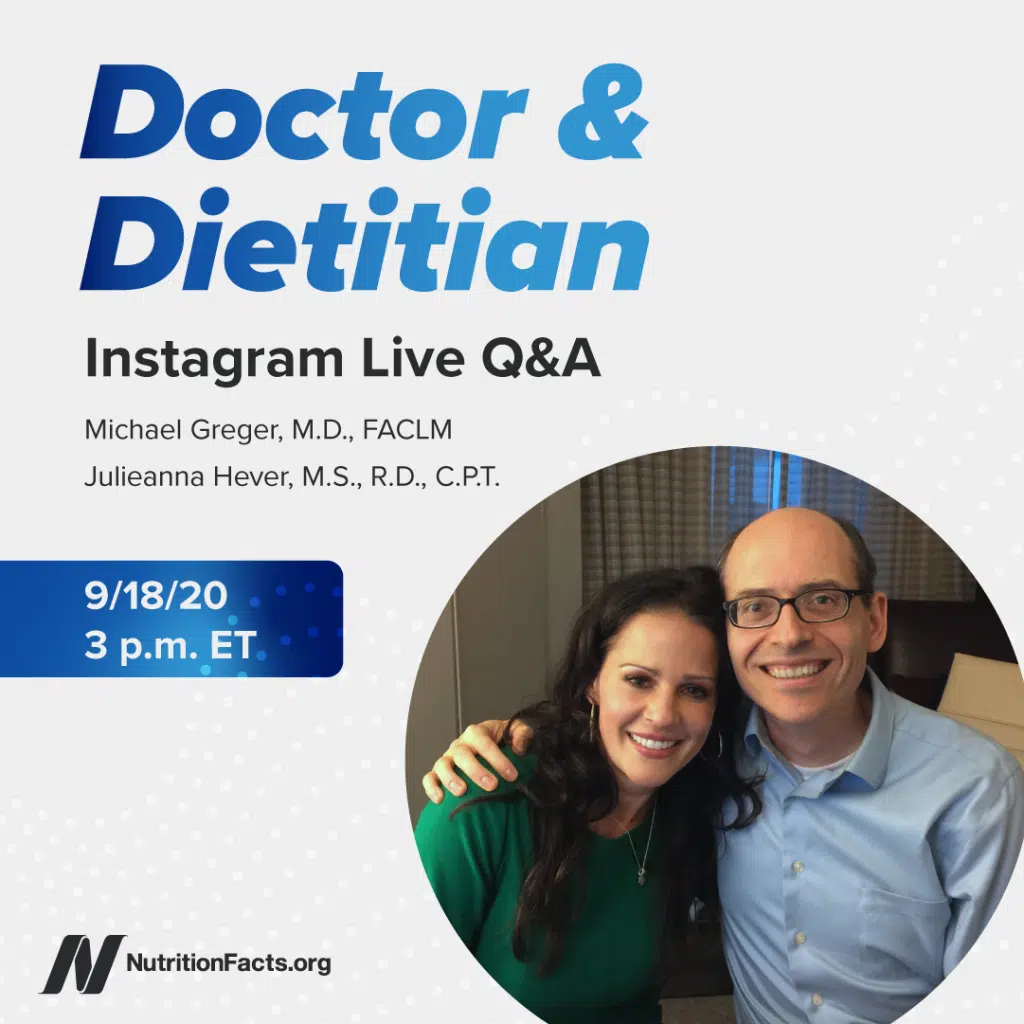 Doctor &
Dietitian
Instagram Live Q&A
Michael Greger, M.D., FACLM
Julieanna Hever, M.S., R.D., C.P.T.
9/18/20
3 p.m. ET
NutritionFacts.org